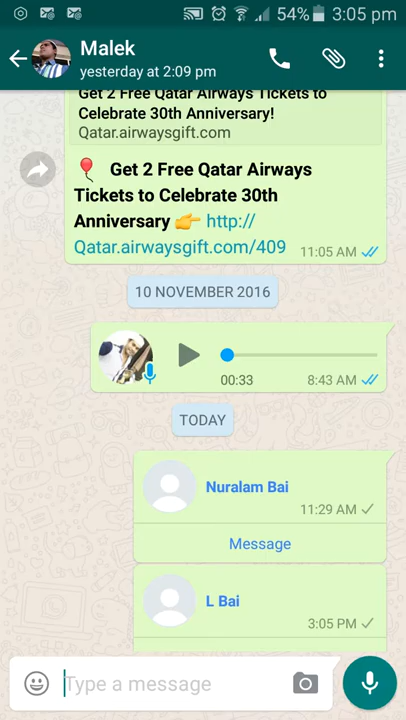 54% 3:05 pm
Malek
yesterday at 2:09 pm
Get 2 Free Qatar Airways Tickets to
Celebrate 30th Anniversary!
Qatar.airwaysgift.com
🎈 Get 2 Free Qatar Airways
Tickets to Celebrate 30th
Anniversary 👉 http://
Qatar.airwaysgift.com/409
11:05 AM
10 NOVEMBER 2016
00:33 8:43 AM
TODAY
Nuralam Bai
11:29 AM
Message
L Bai
3:05 PM
Type a message